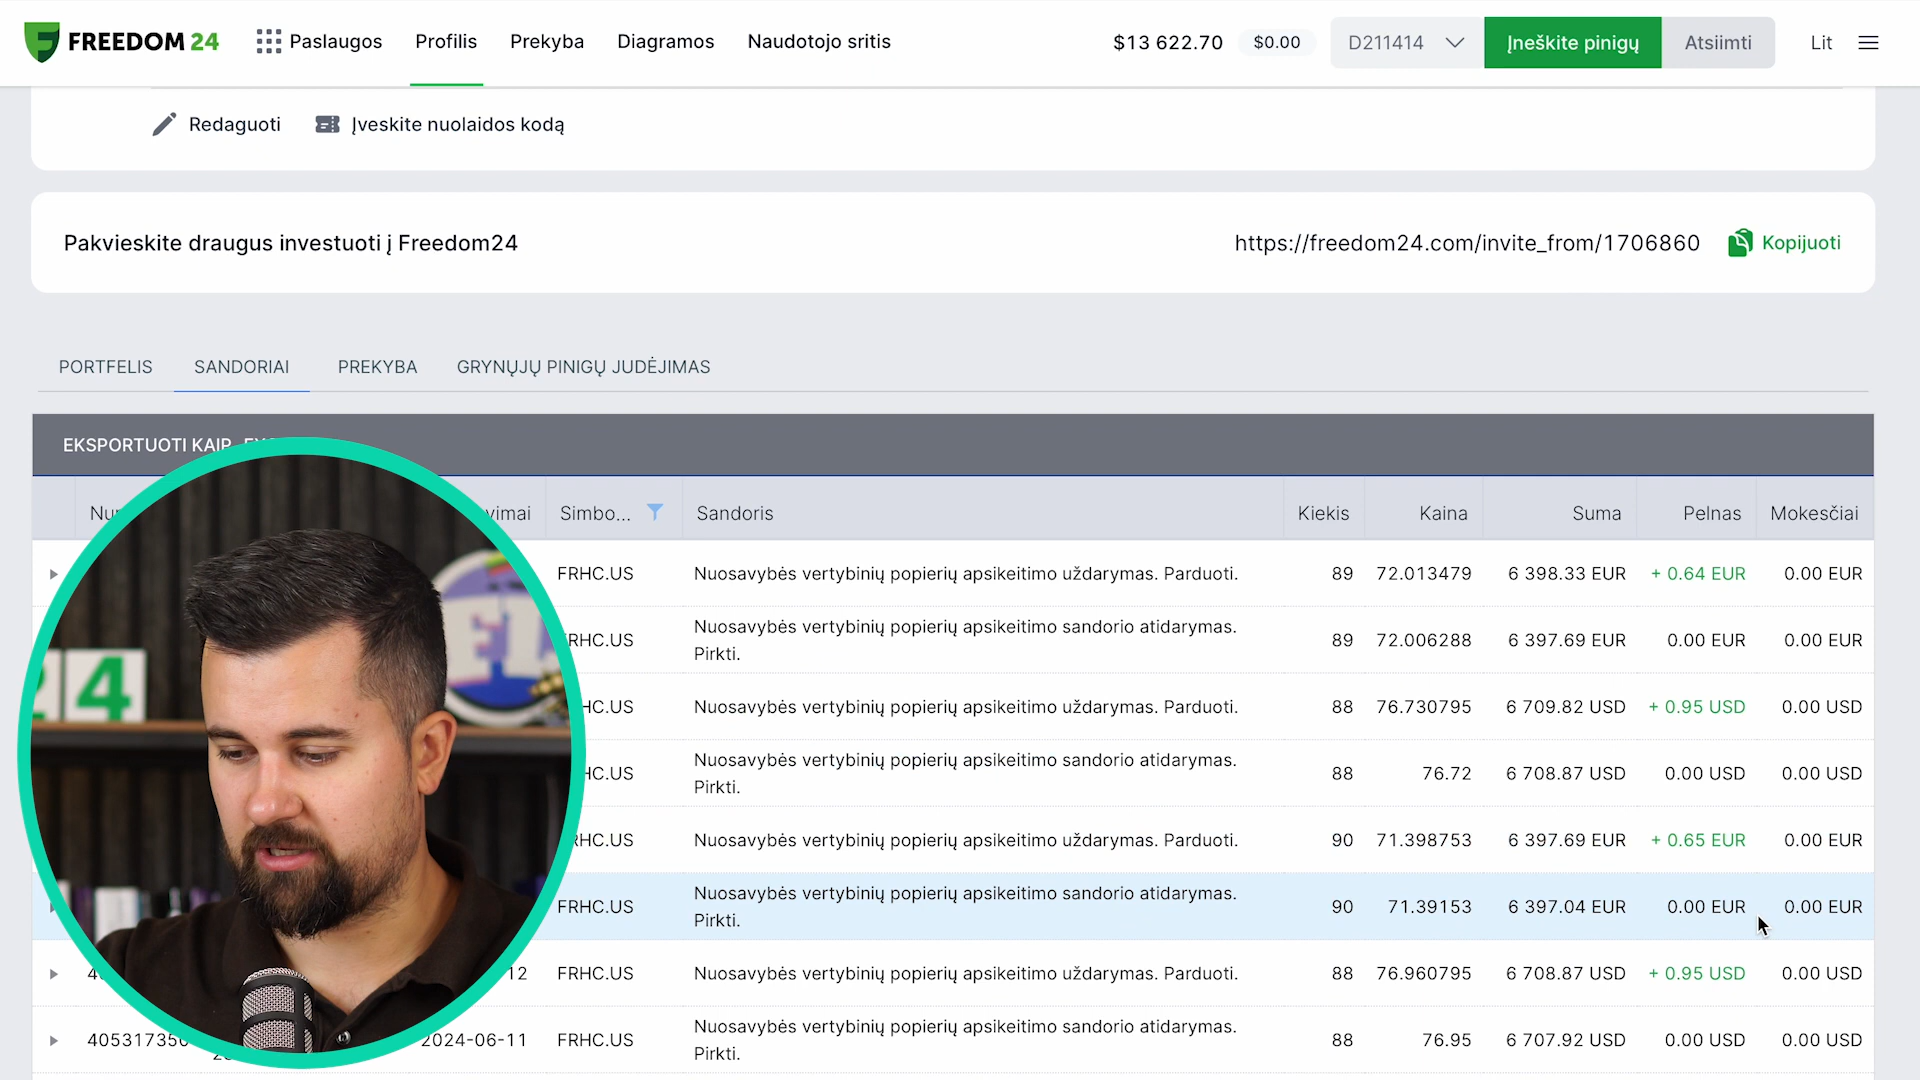 FREEDOM 24 Paslaugos Profilis Prekyba Diagramos Naudotojo sritis $13 622.70 $0.00 D211414 Įneškite pinigų Atsiimti Lit
Redaguoti Įveskite nuolaidos kodą
Pakvieskite draugus investuoti į Freedom24 https://freedom24.com/invite_from/1706860 Kopijuoti
PORTFELIS SANDORIAI PREKYBA GRYNŲJŲ PINIGŲ JUDĖJIMAS
EKSPORTUOTI KAIP
Simbo... Sandoris Kiekis Kaina Suma Pelnas Mokesčiai
FRHC.US Nuosavybės vertybinių popierių apsikeitimo uždarymas. Parduoti. 89 72.013479 6 398.33 EUR + 0.64 EUR 0.00 EUR
Nuosavybės vertybinių popierių apsikeitimo sandorio atidarymas.
Pirkti. 89 72.006288 6 397.69 EUR 0.00 EUR 0.00 EUR
Nuosavybės vertybinių popierių apsikeitimo uždarymas. Parduoti. 88 76.730795 6 709.82 USD + 0.95 USD 0.00 USD
Nuosavybės vertybinių popierių apsikeitimo sandorio atidarymas.
Pirkti. 88 76.72 6 708.87 USD 0.00 USD 0.00 USD
Nuosavybės vertybinių popierių apsikeitimo uždarymas. Parduoti. 90 71.398753 6 397.69 EUR + 0.65 EUR 0.00 EUR
Nuosavybės vertybinių popierių apsikeitimo sandorio atidarymas.
FRHC.US Pirkti. 90 71.39153 6 397.04 EUR 0.00 EUR 0.00 EUR
12 FRHC.US Nuosavybės vertybinių popierių apsikeitimo uždarymas. Parduoti. 88 76.960795 6 708.87 USD + 0.95 USD 0.00 USD
Nuosavybės vertybinių popierių apsikeitimo sandorio atidarymas.
2024-06-11 FRHC.US Pirkti. 88 76.95 6 707.92 USD 0.00 USD 0.00 USD
24